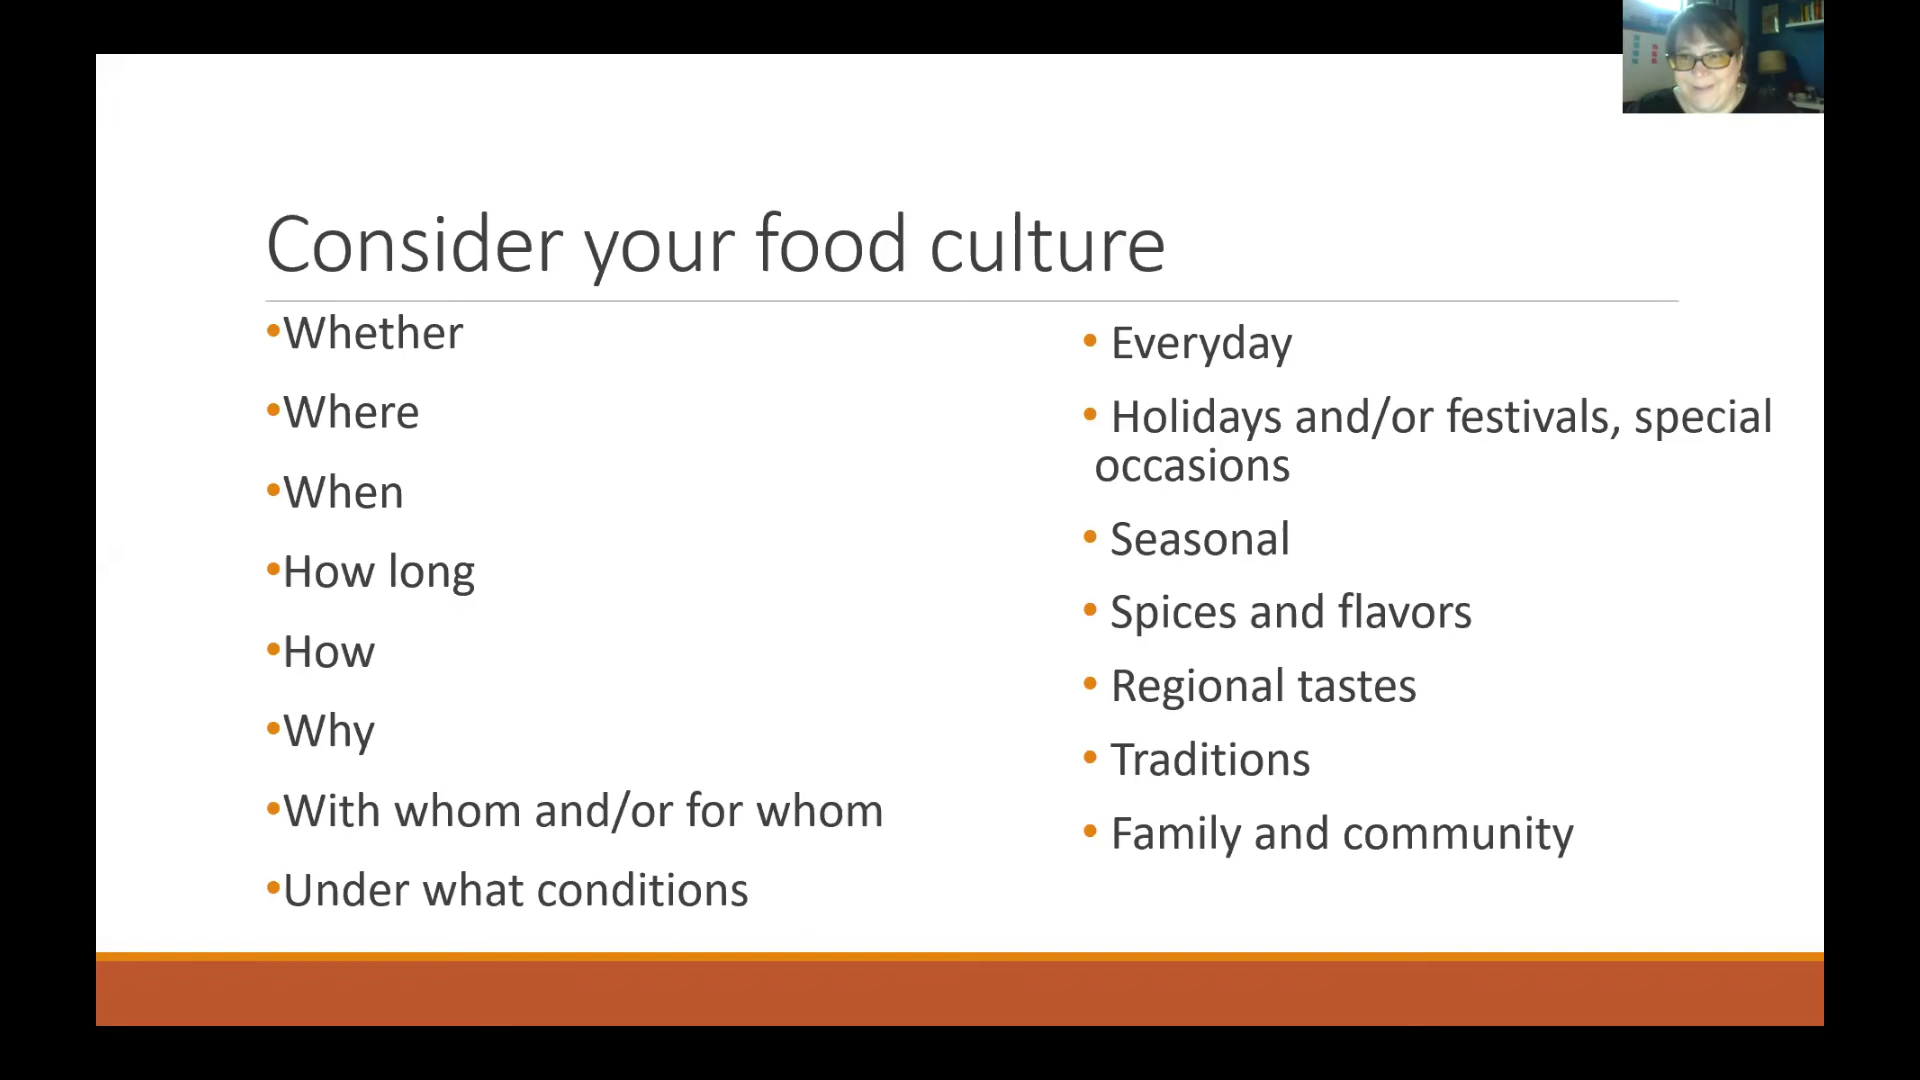 Consider your food culture
•Whether
•Where
•When
•How long
•How
•Why
•With whom and/or for whom
•Under what conditions
• Everyday
• Holidays and/or festivals, special
occasions
• Seasonal
• Spices and flavors
• Regional tastes
• Traditions
• Family and community